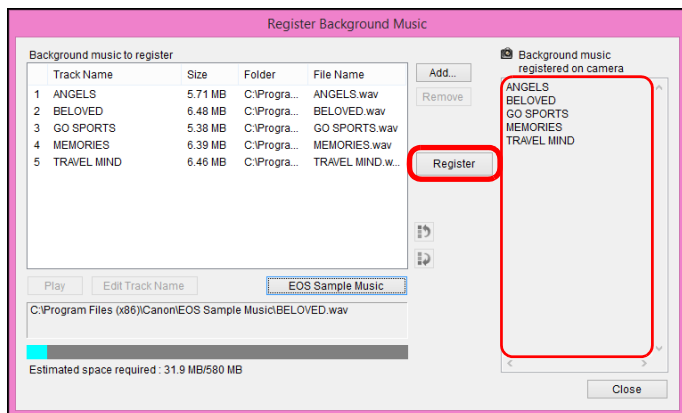 Register Background Music
Background music to register
Track Name Size Folder File Name
1 ANGELS 5.71 MB C:\Progra... ANGELS.wav
2 BELOVED 6.48 MB C:\Progra... BELOVED.wav
3 GO SPORTS 5.38 MB C:\Progra... GO SPORTS.wav
4 MEMORIES 6.39 MB C:\Progra... MEMORIES.wav
5 TRAVEL MIND 6.46 MB C:\Progra... TRAVEL MIND.w...
Add...
Remove
Register
Play Edit Track Name EOS Sample Music
C:\Program Files (x86)\Canon\EOS Sample Music\BELOVED.wav
Estimated space required : 31.9 MB/580 MB
Background music
registered on camera
ANGELS
BELOVED
GO SPORTS
MEMORIES
TRAVEL MIND
Close